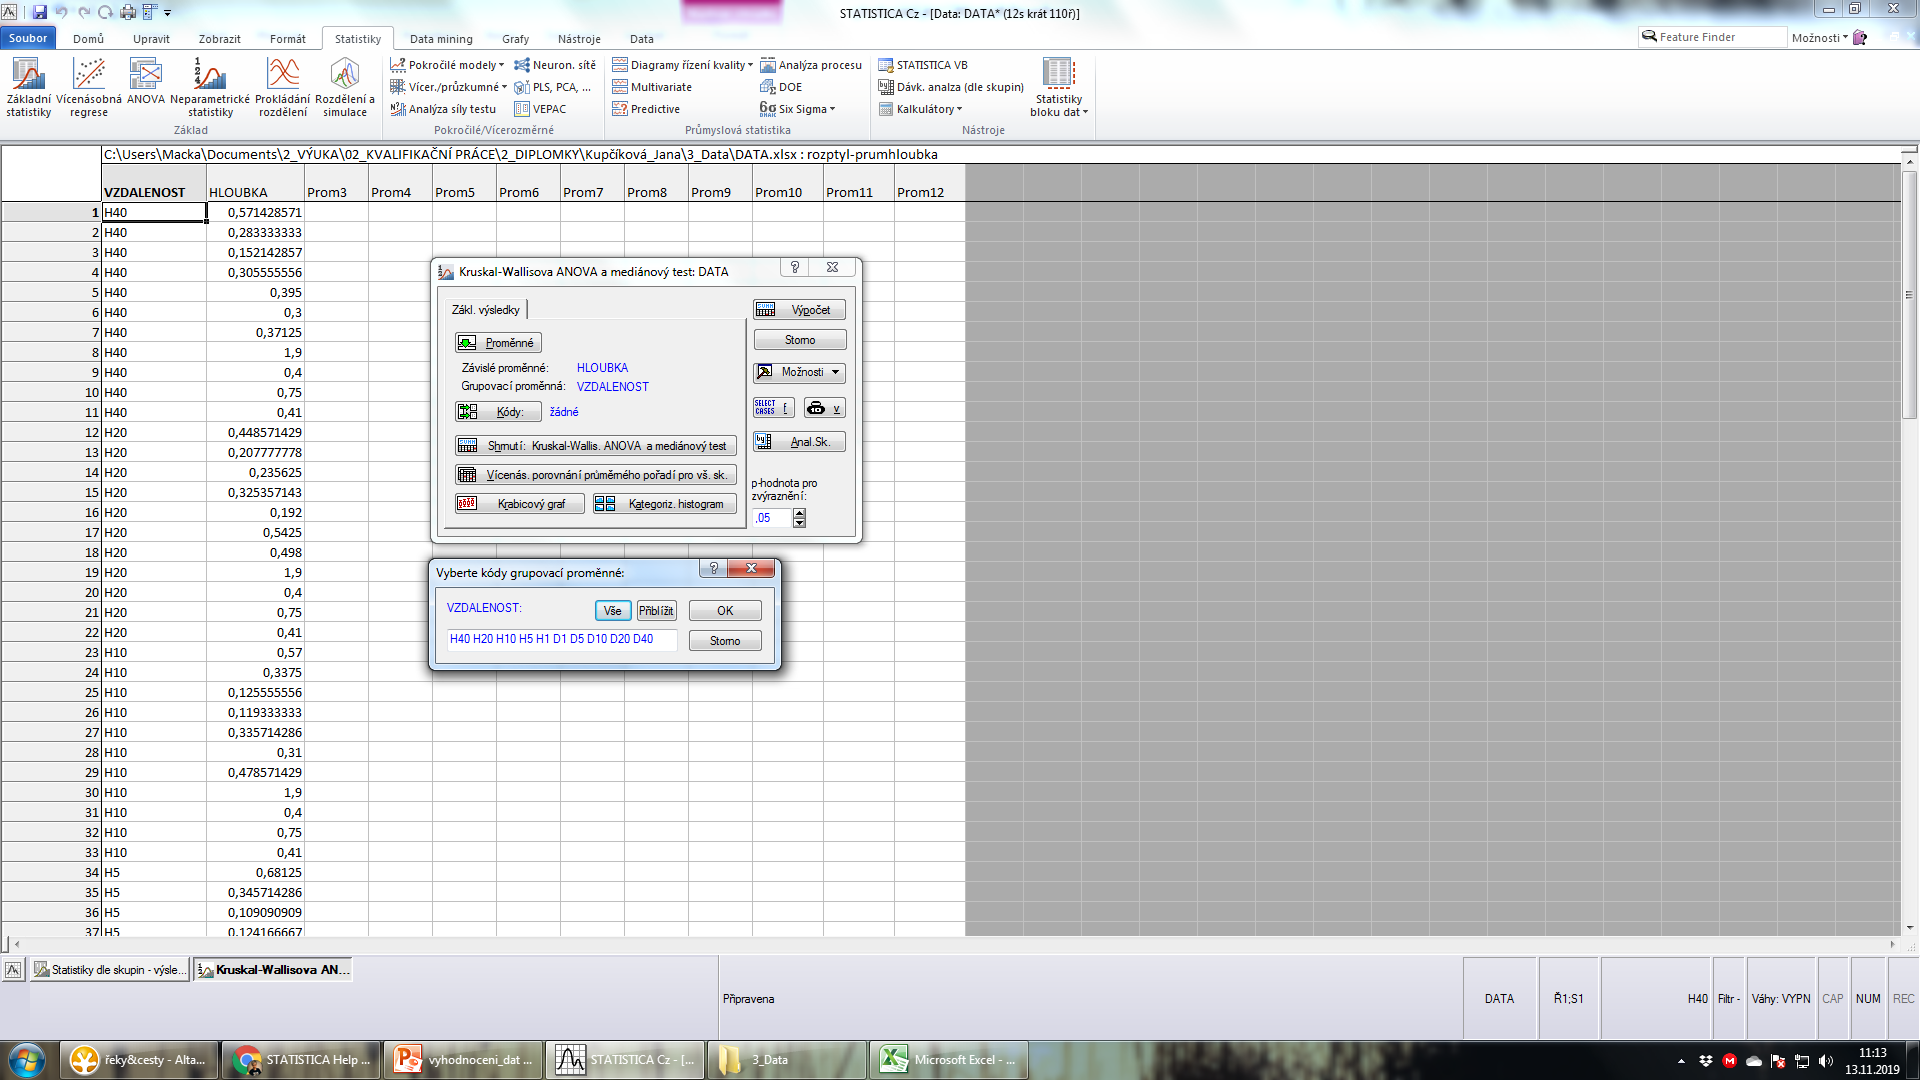 STATISTICA Cz - [Data: DATA* (12s krát 110ř)]
Soubor Domů Upravit Zobrazit Formát Statistiky Data mining Grafy Nástroje Data Feature Finder Možnosti
Základní statistiky
Vícenásobná regrese
ANOVA
Neparametrické statistiky
Prokládání rozdělení
Rozdělení a simulace
Základ
Pokročilé modely Neuron. sítě
Vícer./průzkumné PLS, PCA, ...
Analýza síly testu VEPAC
Pokročilé/Vícerozměrné
Diagramy řízení kvality Analýza procesu
Multivariate DOE
Predictive Six Sigma
Průmyslová statistika
STATISTICA VB
Dávk. analza (dle skupin)
Kalkulátory
Statistiky bloku dat
Nástroje
C:\Users\Macka\Documents\2_VÝUKA\02_KVALIFIKAČNÍ PRÁCE\2_DIPLOMKY\Kupčíková_Jana\3_Data\DATA.xlsx : rozptyl-prumhloubka
VZDALENOST HLOUBKA Prom3 Prom4 Prom5 Prom6 Prom7 Prom8 Prom9 Prom10 Prom11 Prom12
1 H40 0,571428571
2 H40 0,283333333
3 H40 0,152142857
4 H40 0,305555556
5 H40 0,395
6 H40 0,3
7 H40 0,37125
8 H40 1,9
9 H40 0,4
10 H40 0,75
11 H40 0,41
12 H20 0,448571429
13 H20 0,207777778
14 H20 0,235625
15 H20 0,325357143
16 H20 0,192
17 H20 0,5425
18 H20 0,498
19 H20 1,9
20 H20 0,4
21 H20 0,75
22 H20 0,41
23 H10 0,57
24 H10 0,3375
25 H10 0,125555556
26 H10 0,119333333
27 H10 0,335714286
28 H10 0,31
29 H10 0,478571429
30 H10 1,9
31 H10 0,4
32 H10 0,75
33 H10 0,41
34 H5 0,68125
35 H5 0,345714286
36 H5 0,109090909
37 H5 0,124166667
Kruskal-Wallisova ANOVA a mediánový test: DATA
Zákl. výsledky
Proměnné
Závislé proměnné: HLOUBKA
Grupovací proměnná: VZDALENOST
Kódy: žádné
Shrnutí: Kruskal-Wallis. ANOVA a mediánový test
Vícenás. porovnání průměrného pořadí pro vš. sk.
Krabicový graf Kategoriz. histogram
Výpočet
Storno
Možnosti
SELECT CASES
v
Anal.Sk.
p-hodnota pro
zvýraznění:
,05
Vyberte kódy grupovací proměnné:
VZDALENOST: Vše Přiblížit OK
H40 H20 H10 H5 H1 D1 D5 D10 D20 D40 Storno
Statistiky dle skupin - výsle... Kruskal-Wallisova AN...
Připravena DATA Ř1;S1 H40 Filtr - Váhy: VYPN CAP NUM REC
řeky&cesty - Alta... STATISTICA Help ... vyhodnoceni_dat ... STATISTICA Cz - [... 3_Data Microsoft Excel - ...
11:13
13.11.2019